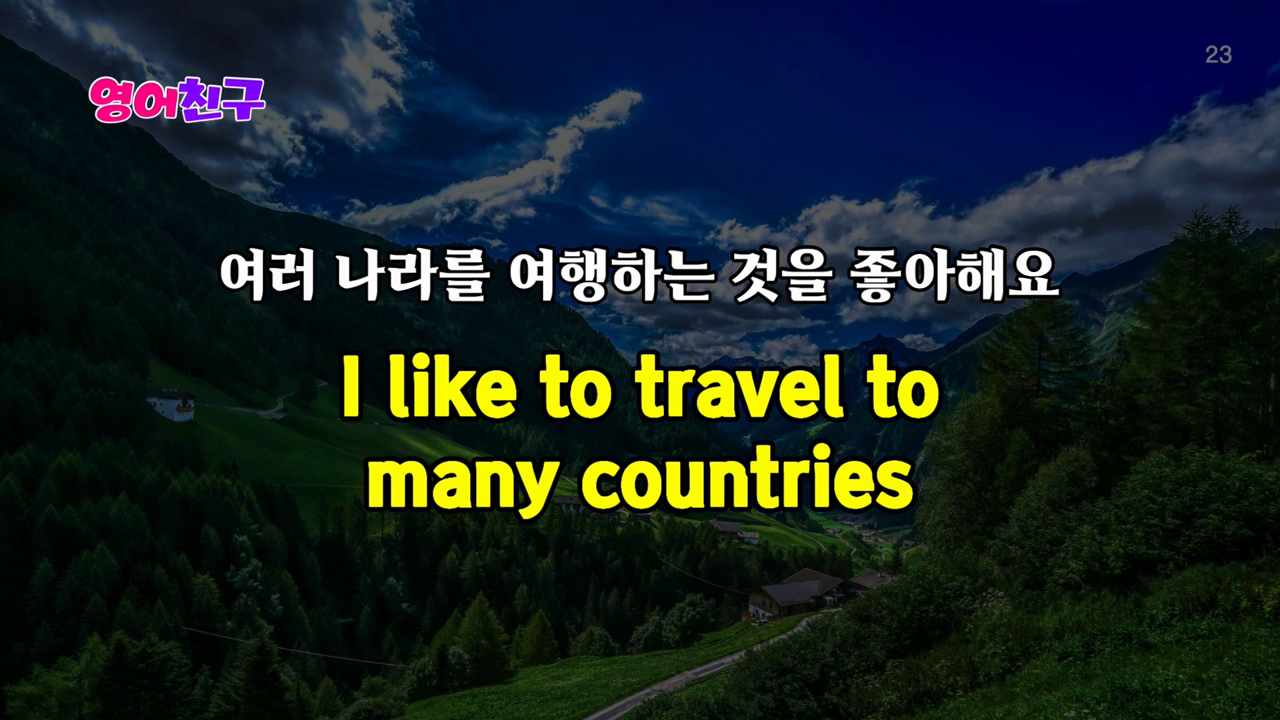 23
영어친구
여러 나라를 여행하는 것을 좋아해요
I like to travel to
many countries